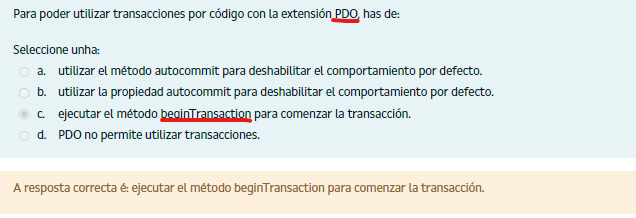 Para poder utilizar transacciones por código con la extensión PDO, has de:
Seleccione unha:
a. utilizar el método autocommit para deshabilitar el comportamiento por defecto.
b. utilizar la propiedad autocommit para deshabilitar el comportamiento por defecto.
c. ejecutar el método beginTransaction para comenzar la transacción.
d. PDO no permite utilizar transacciones.
A resposta correcta é: ejecutar el método beginTransaction para comenzar la transacción.